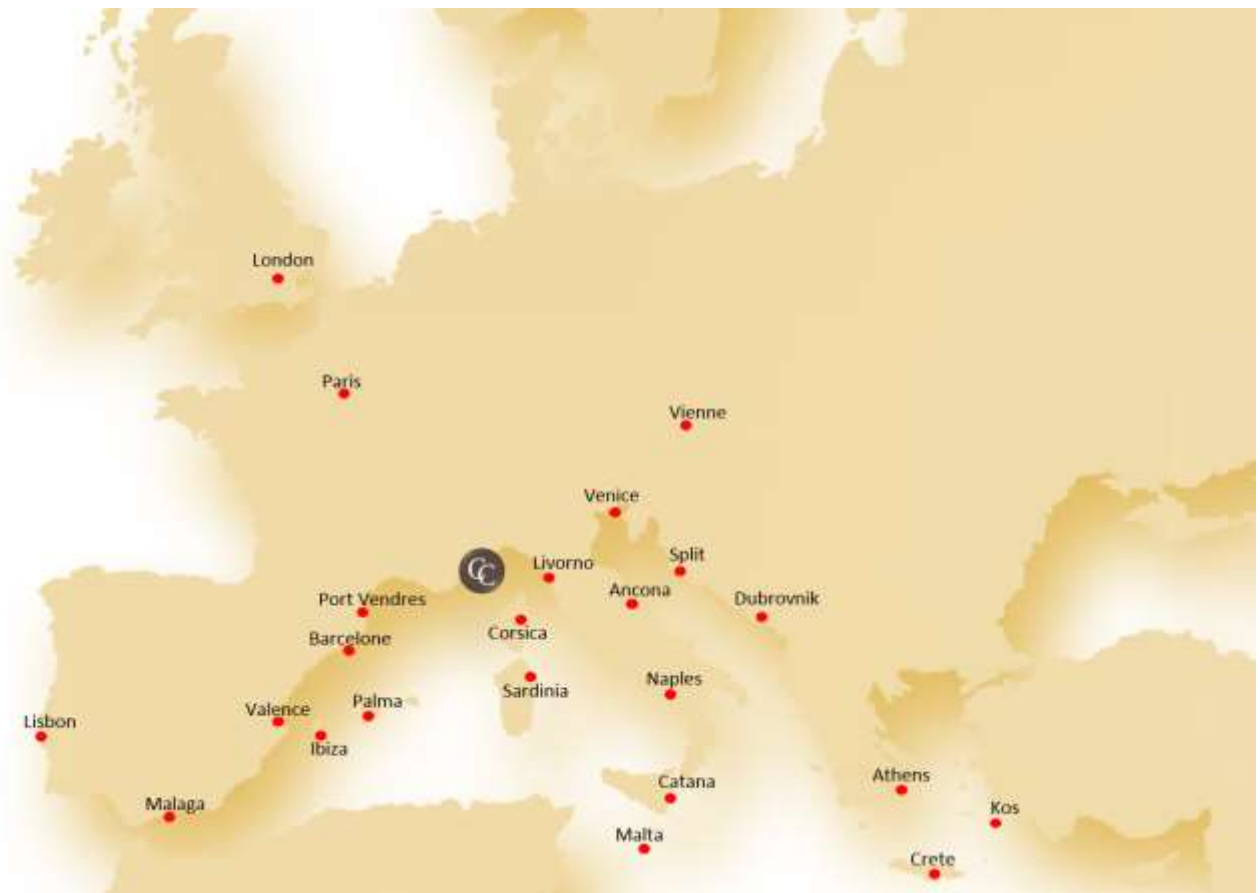 London
Paris
Vienne
Venice
CC
Livorno
Split
Ancona
Dubrovnik
Port Vendres
Corsica
Barcelone
Sardinia
Naples
Palma
Valence
Lisbon
Ibiza
Athens
Catana
Malaga
Kos
Malta
Crete